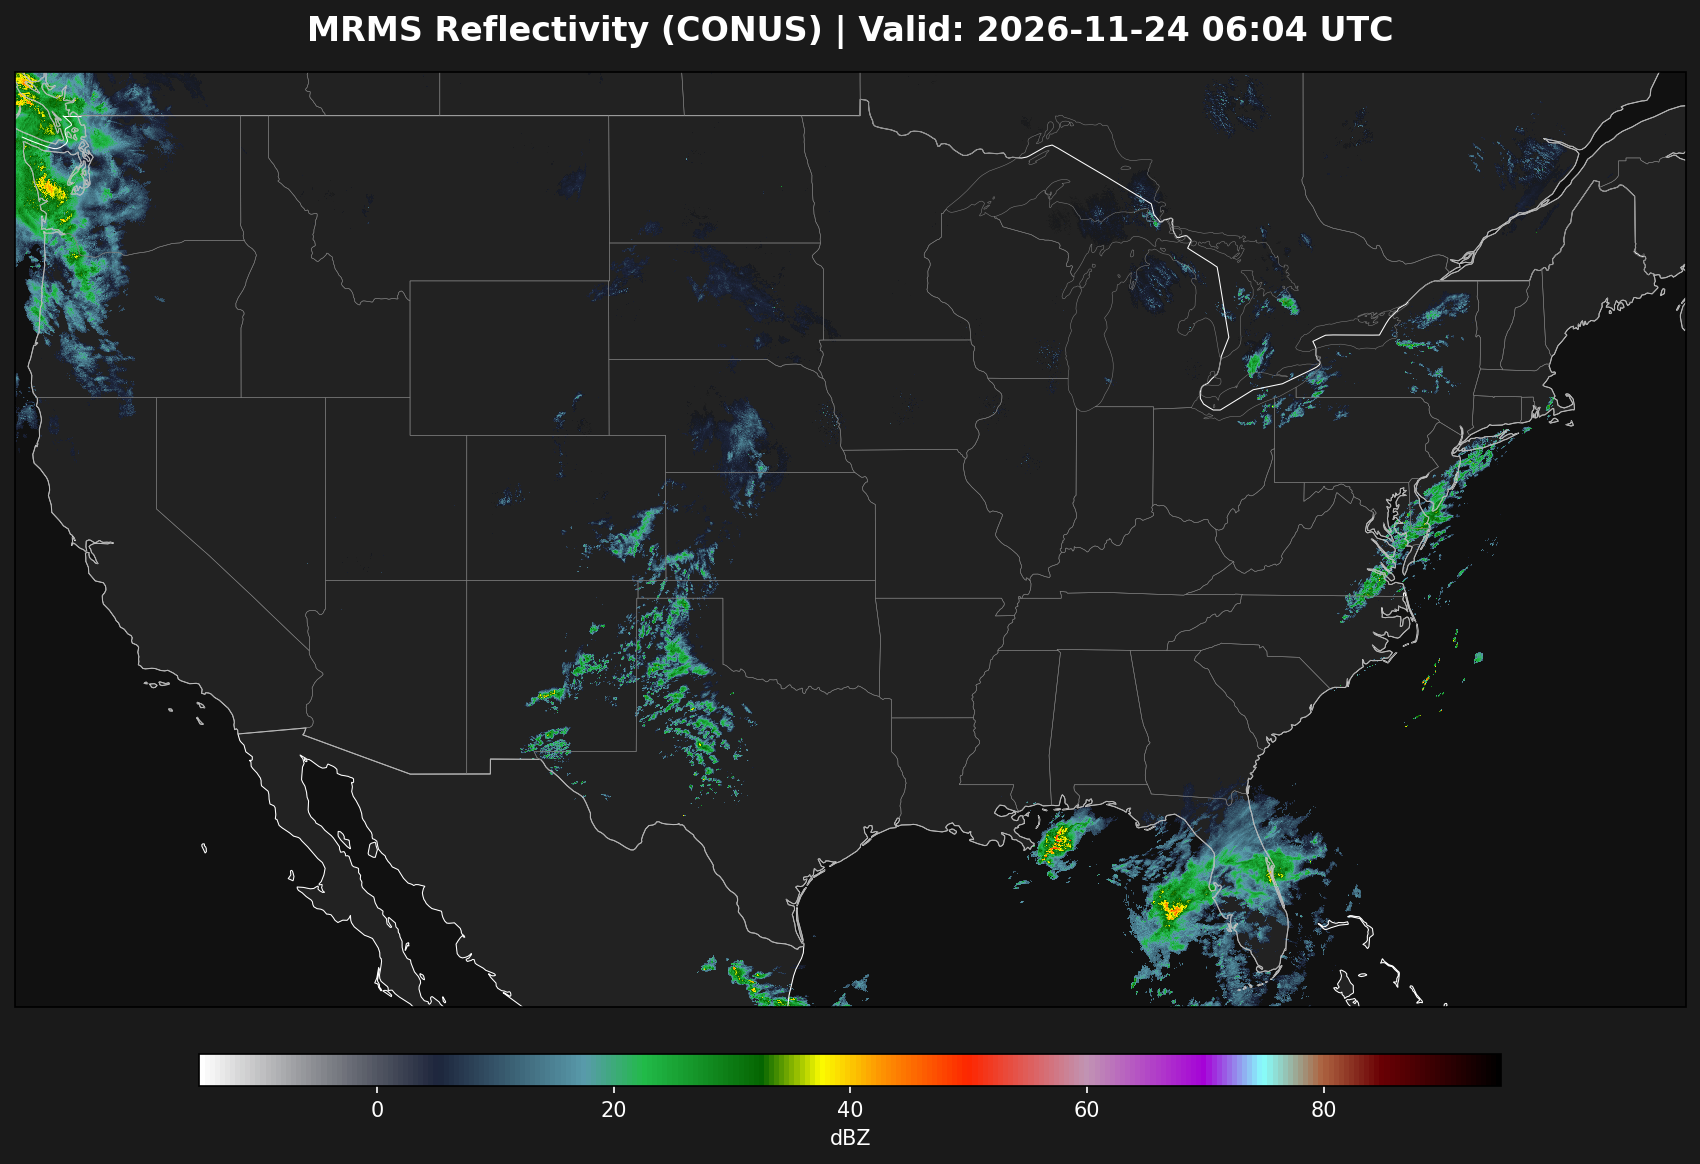 MRMS Reflectivity (CONUS) | Valid: 2026-11-24 06:04 UTC
0 20 40 60 80
dBZ